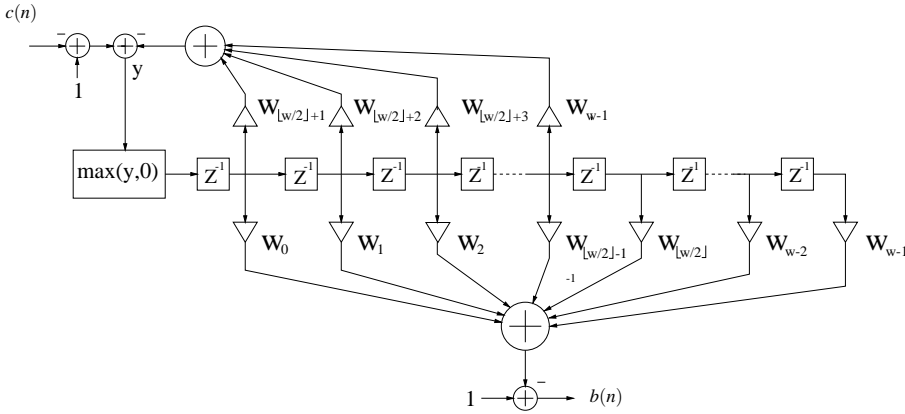 c(n)
1
y
W⌊w/2⌋+1 W⌊w/2⌋+2 W⌊w/2⌋+3 Ww-1
max(y,0) Z-1 Z-1 Z-1 Z-1 Z-1 Z-1 Z-1
W0 W1 W2 W⌊w/2⌋-1 W⌊w/2⌋ Ww-2 Ww-1
-1
1 b(n)